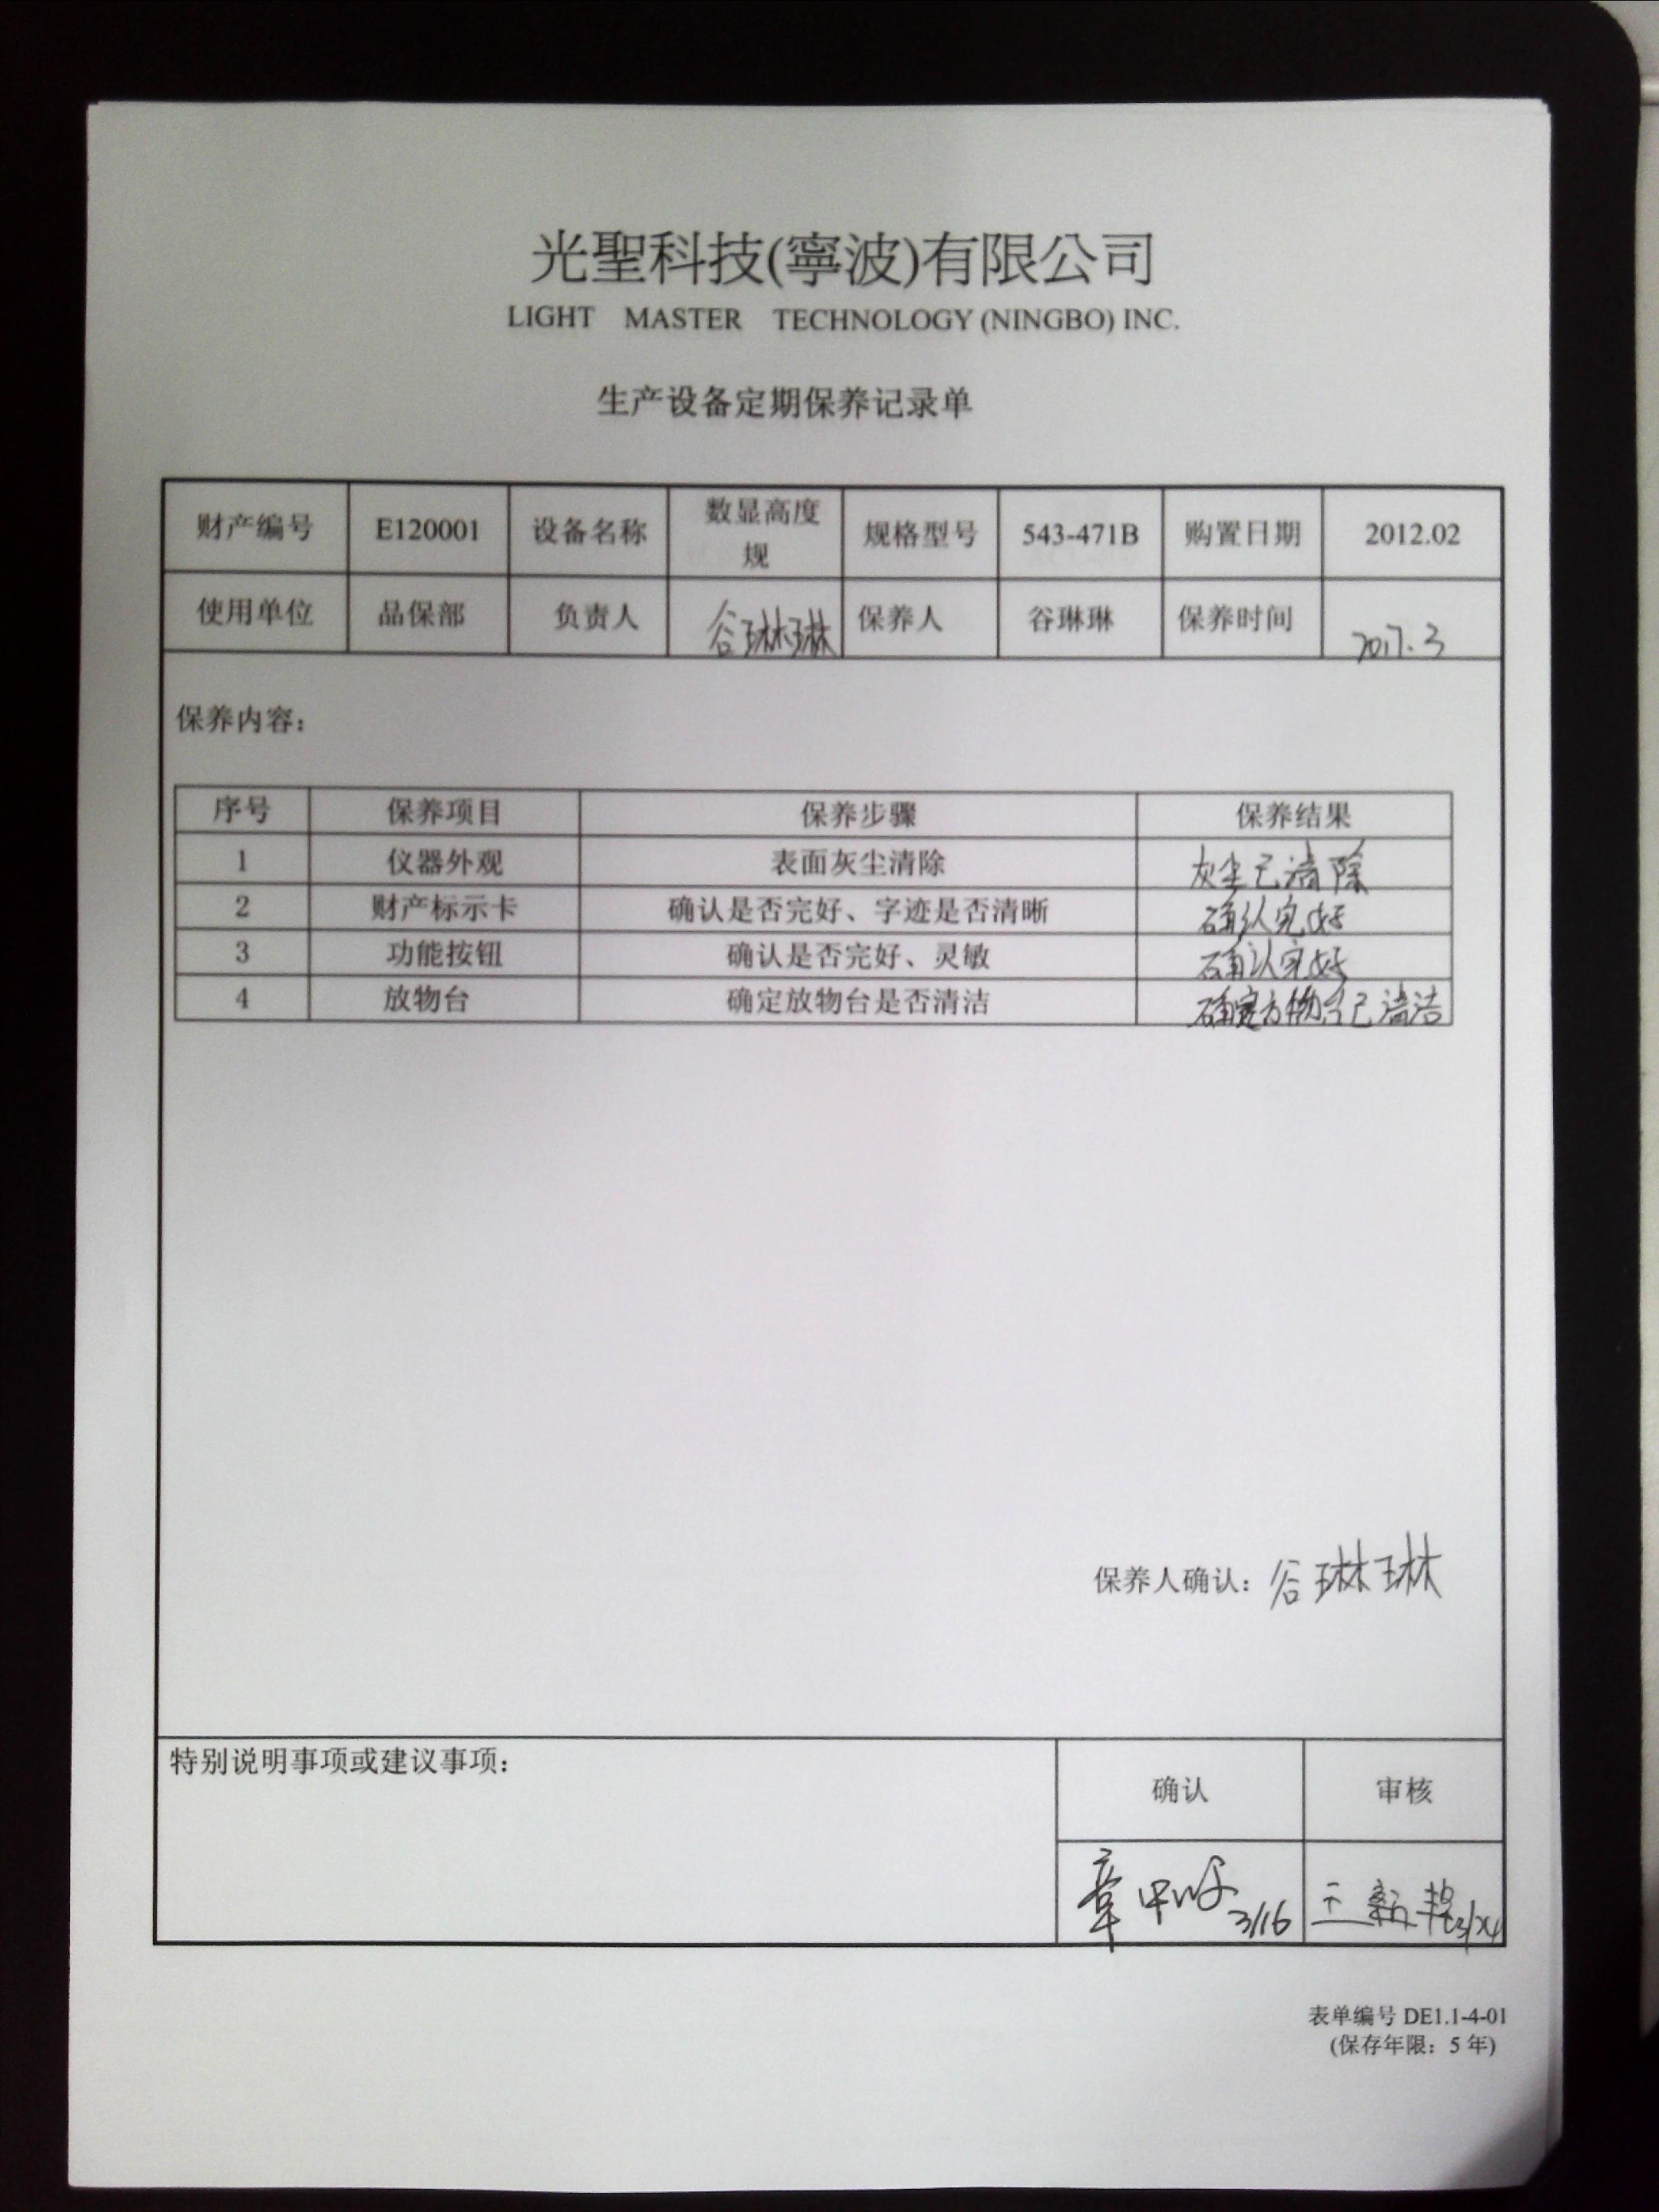 光聖科技(寧波)有限公司
LIGHT MASTER TECHNOLOGY (NINGBO) INC.
生产设备定期保养记录单
财产编号 E120001 设备名称 数显高度规 规格型号 543-471B 购置日期 2012.02
使用单位 品保部 负责人 谷琳琳 保养人 谷琳琳 保养时间 2017.3
保养内容：
序号 保养项目 保养步骤 保养结果
1 仪器外观 表面灰尘清除 灰尘已清除
2 财产标示卡 确认是否完好、字迹是否清晰 确认完好
3 功能按钮 确认是否完好、灵敏 确认完好
4 放物台 确定放物台是否清洁 确定方物台已清洁
保养人确认：谷琳琳
特别说明事项或建议事项：
确认 审核
3/16
表单编号 DE1.1-4-01
(保存年限：5 年)